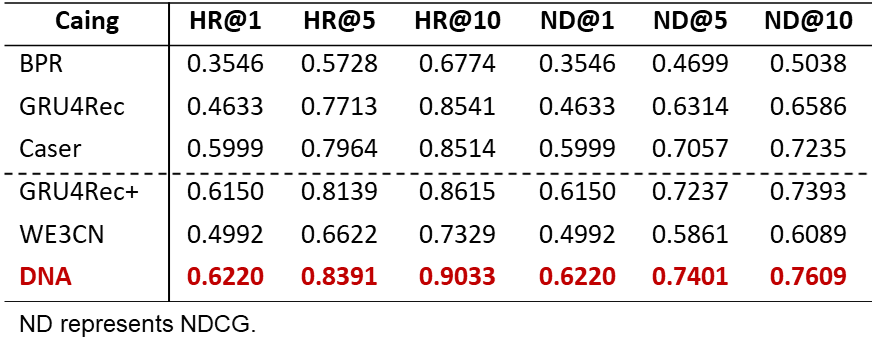 Caing HR@1 HR@5 HR@10 ND@1 ND@5 ND@10
BPR 0.3546 0.5728 0.6774 0.3546 0.4699 0.5038
GRU4Rec 0.4633 0.7713 0.8541 0.4633 0.6314 0.6586
Caser 0.5999 0.7964 0.8514 0.5999 0.7057 0.7235
GRU4Rec+ 0.6150 0.8139 0.8615 0.6150 0.7237 0.7393
WE3CN 0.4992 0.6622 0.7329 0.4992 0.5861 0.6089
DNA 0.6220 0.8391 0.9033 0.6220 0.7401 0.7609
ND represents NDCG.